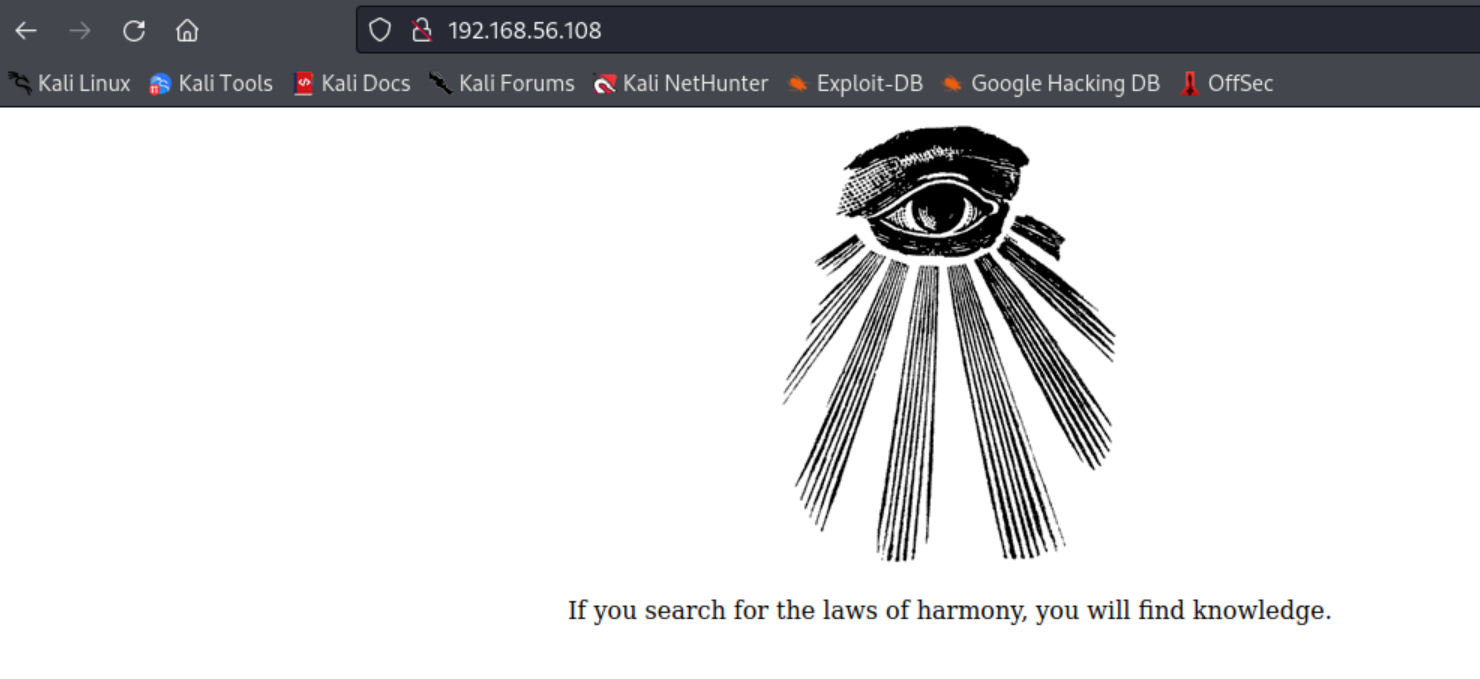 192.168.56.108
Kali Linux Kali Tools Kali Docs Kali Forums Kali NetHunter Exploit-DB Google Hacking DB OffSec
If you search for the laws of harmony, you will find knowledge.